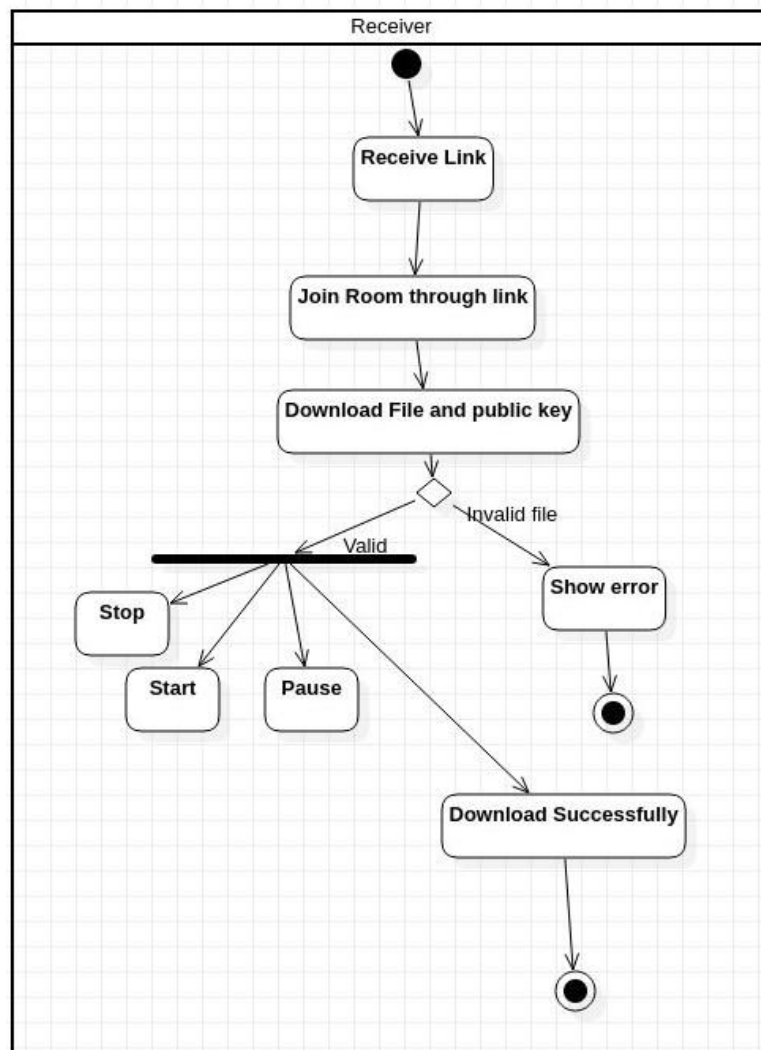 Receiver
Receive Link
Join Room through link
Download File and public key
Invalid file
Valid
Show error
Stop
Start
Pause
Download Successfully